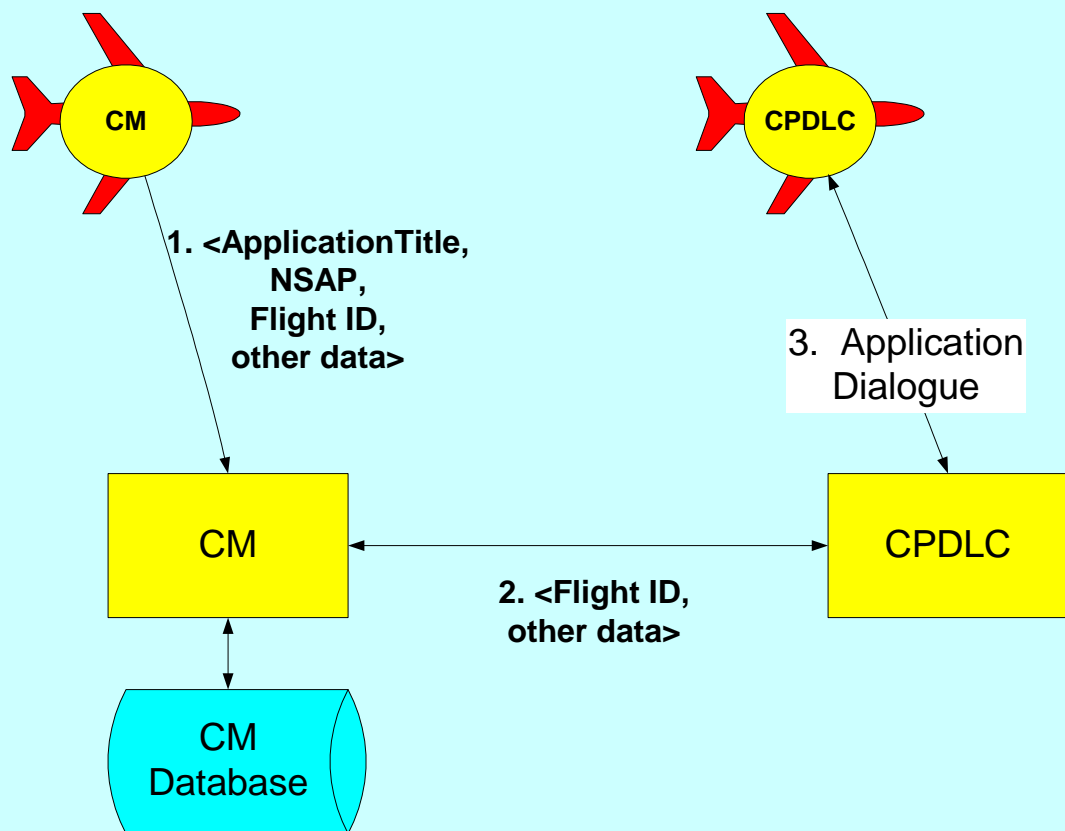 CM
CPDLC
1. <ApplicationTitle,
NSAP,
Flight ID,
other data>
3. Application
Dialogue
CM
CPDLC
2. <Flight ID,
other data>
CM
Database